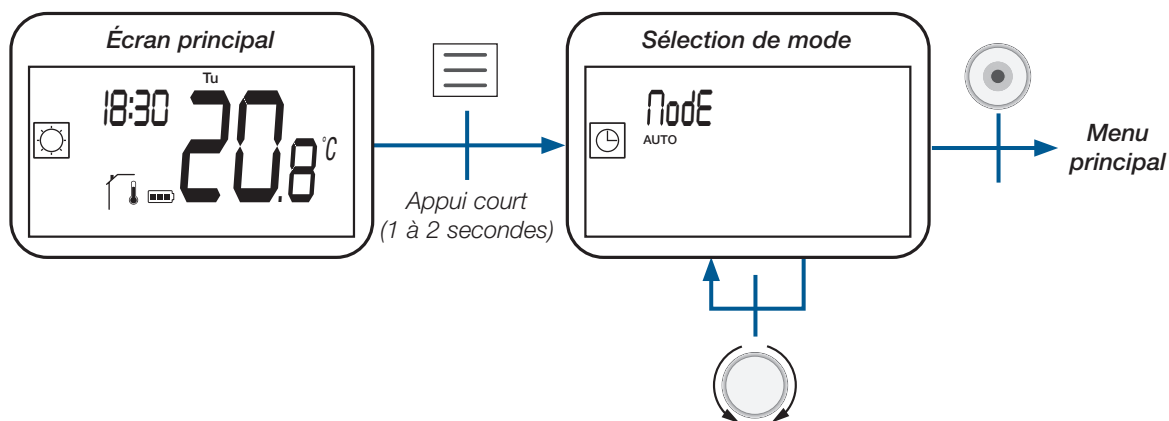 Écran principal
Tu
18:30
20.8°C
Appui court
(1 à 2 secondes)
Sélection de mode
ModE
AUTO
Menu
principal